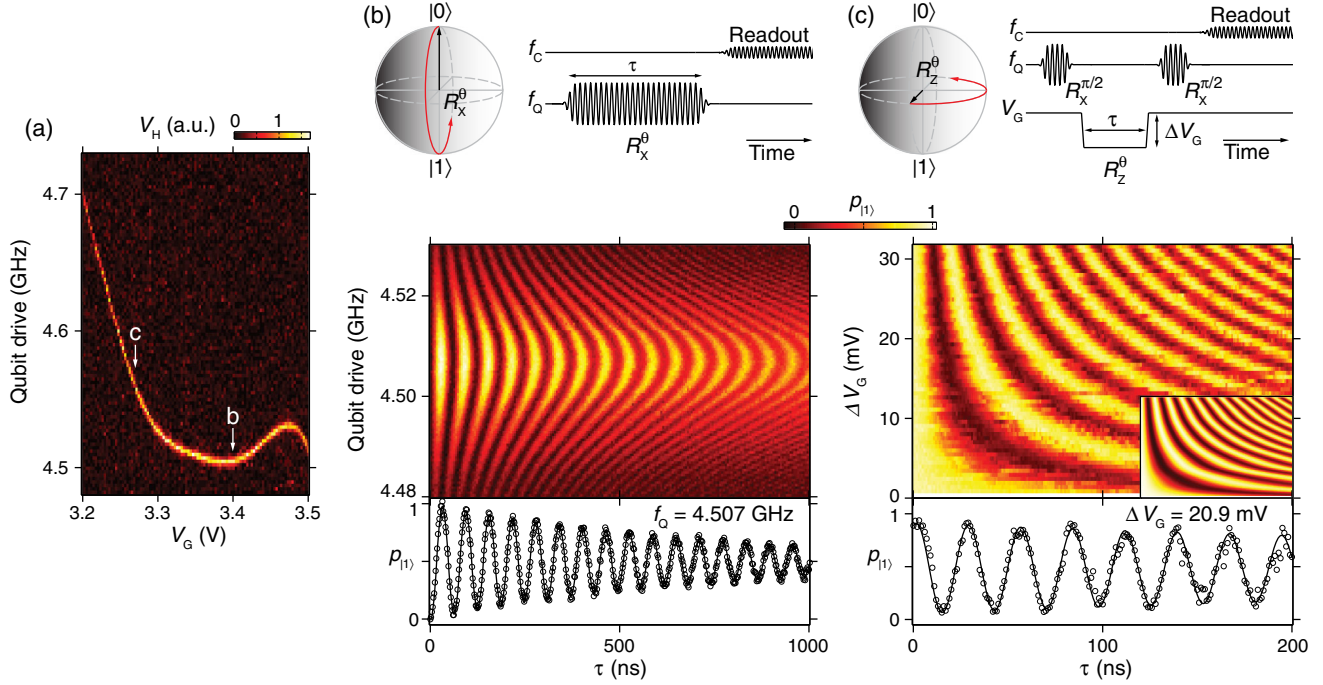 (a)
V_H (a.u.)
0 1
Qubit drive (GHz)
4.7
4.6
4.5
c
b
3.2 3.3 3.4 3.5
V_G (V)
(b)
|0⟩
R_X^θ
|1⟩
f_C
Readout
τ
f_Q
R_X^θ
Time
0 p_|1⟩ 1
Qubit drive (GHz)
4.52
4.50
4.48
f_Q = 4.507 GHz
1
p_|1⟩
0
0 500 1000
τ (ns)
(c)
|0⟩
R_Z^θ
|1⟩
Readout
f_C
f_Q
R_X^π/2 R_X^π/2
V_G
τ
ΔV_G
R_Z^θ
Time
ΔV_G (mV)
30
20
10
0
ΔV_G = 20.9 mV
1
p_|1⟩
0
0 100 200
τ (ns)